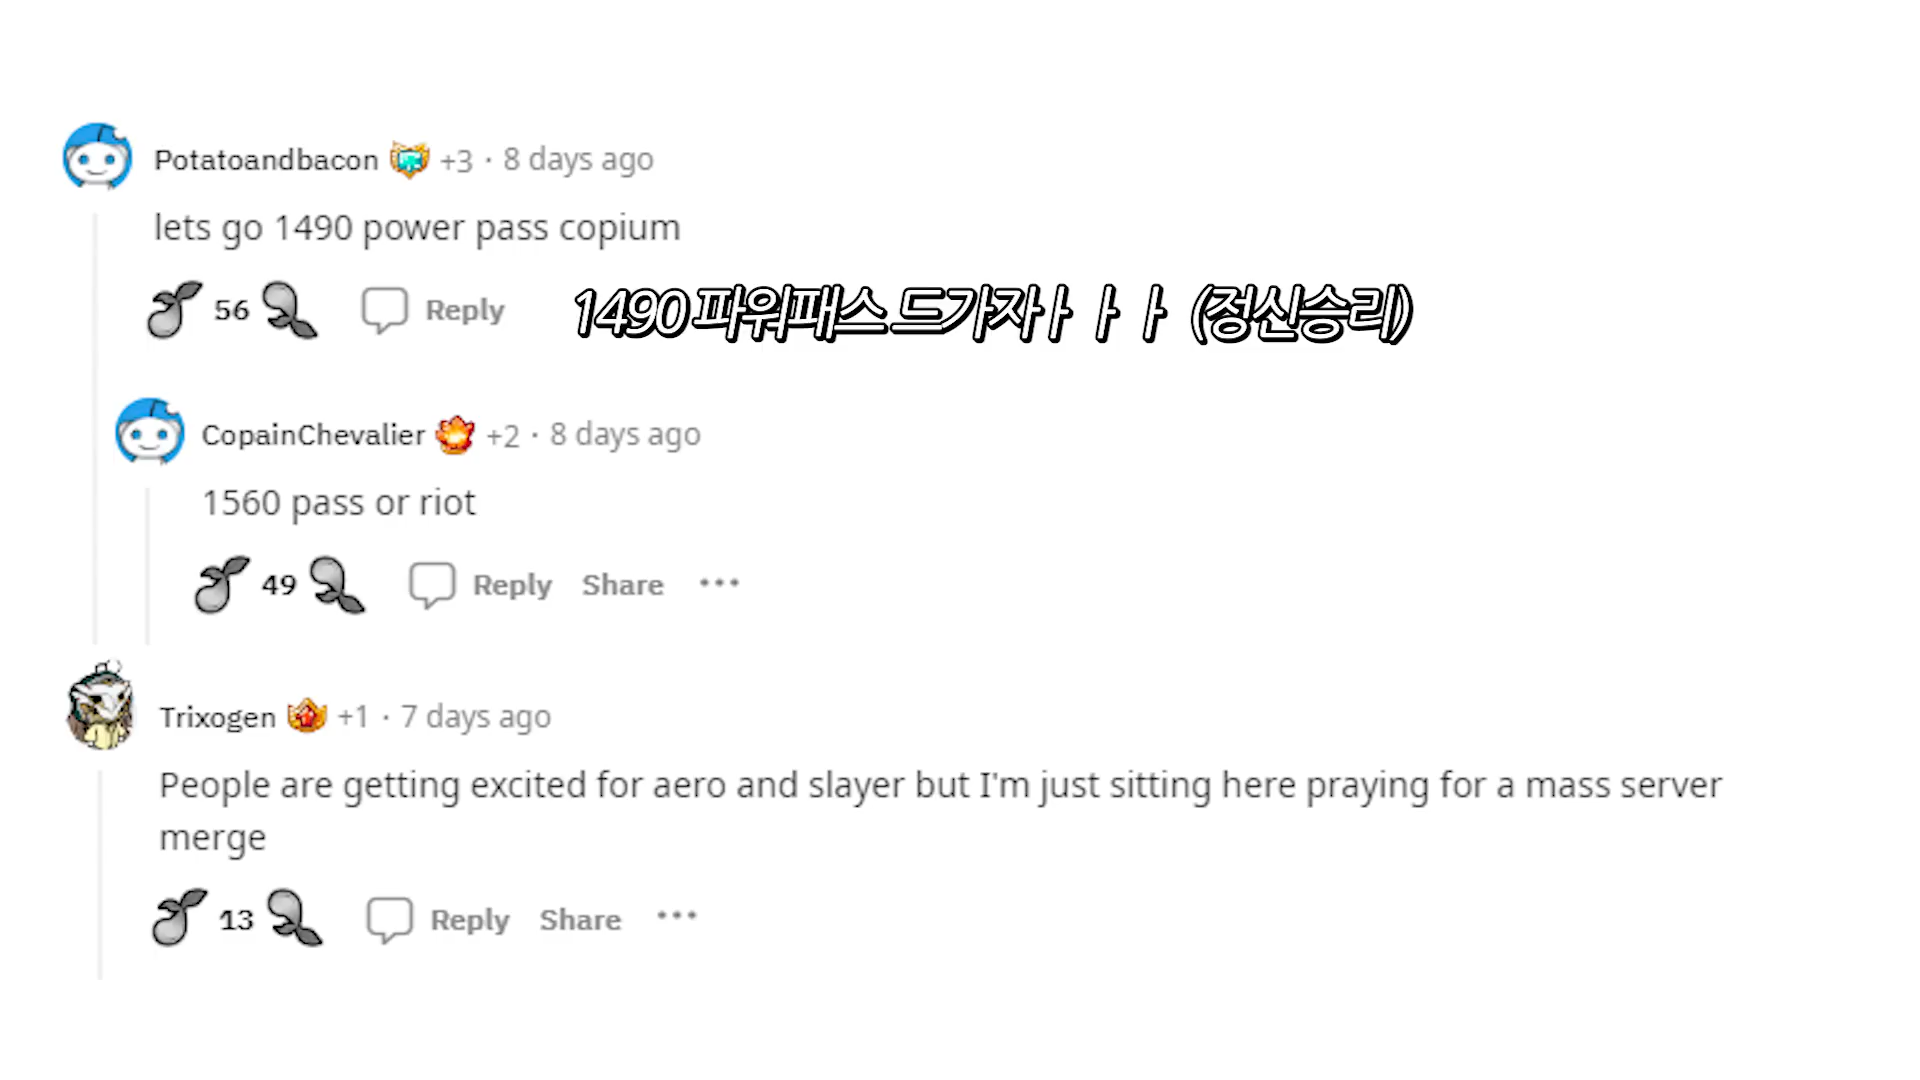 Potatoandbacon +3 · 8 days ago
lets go 1490 power pass copium
56 Reply
1490 파워패스 드가자ㅏㅏㅏ (정신승리)
CopainChevalier +2 · 8 days ago
1560 pass or riot
49 Reply Share ···
Trixogen +1 · 7 days ago
People are getting excited for aero and slayer but I'm just sitting here praying for a mass server
merge
13 Reply Share ···